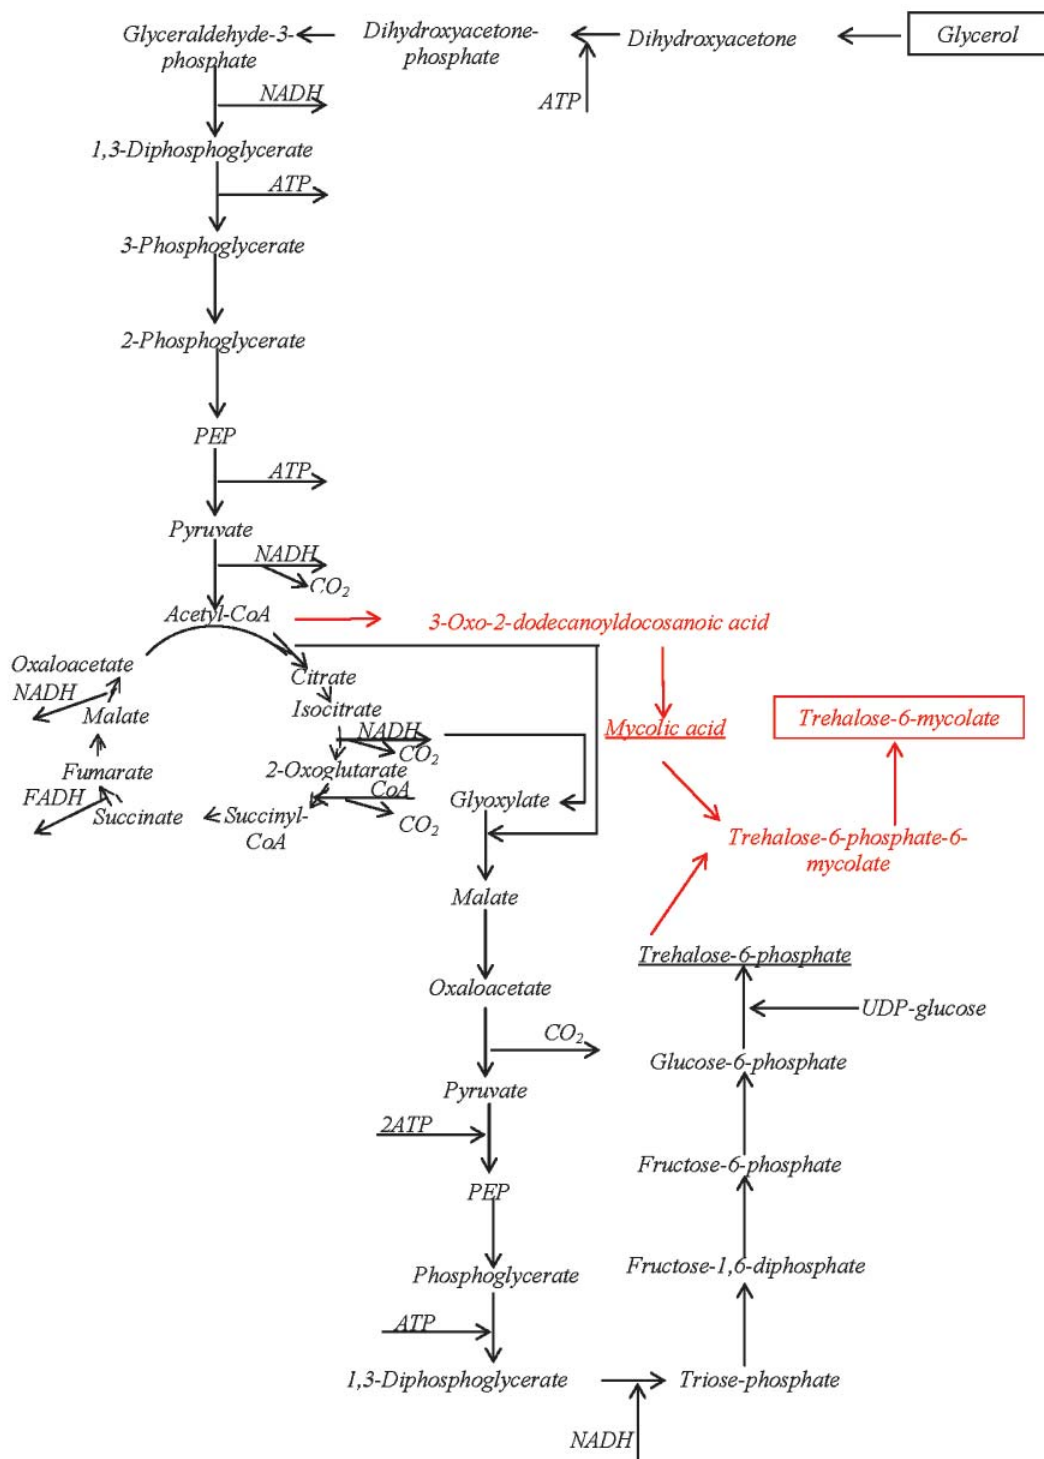 Glyceraldehyde-3-
phosphate
Dihydroxyacetone-
phosphate
Dihydroxyacetone
Glycerol
ATP
NADH
1,3-Diphosphoglycerate
ATP
3-Phosphoglycerate
2-Phosphoglycerate
PEP
ATP
Pyruvate
NADH
CO2
Acetyl-CoA
3-Oxo-2-dodecanoyldocosanoic acid
Oxaloacetate
Citrate
NADH
Malate
Isocitrate
NADH
CO2
Mycolic acid
Trehalose-6-mycolate
Fumarate
2-Oxoglutarate
FADH
Succinate
Succinyl-
CoA
CoA
CO2
Glyoxylate
Trehalose-6-phosphate-6-
mycolate
Malate
Trehalose-6-phosphate
Oxaloacetate
UDP-glucose
CO2
Glucose-6-phosphate
Pyruvate
2ATP
Fructose-6-phosphate
PEP
Fructose-1,6-diphosphate
Phosphoglycerate
ATP
1,3-Diphosphoglycerate
Triose-phosphate
NADH